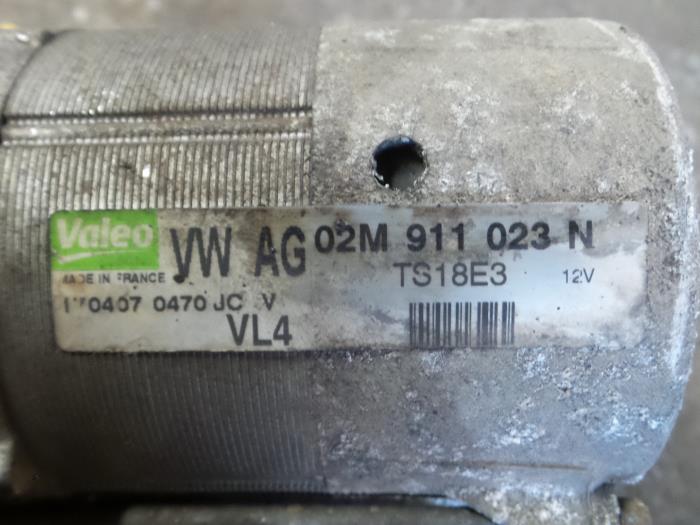 Valeo VW AG 02M 911 023 N
MADE IN FRANCE TS18E3 12V
0407 0470 JC V
VL4